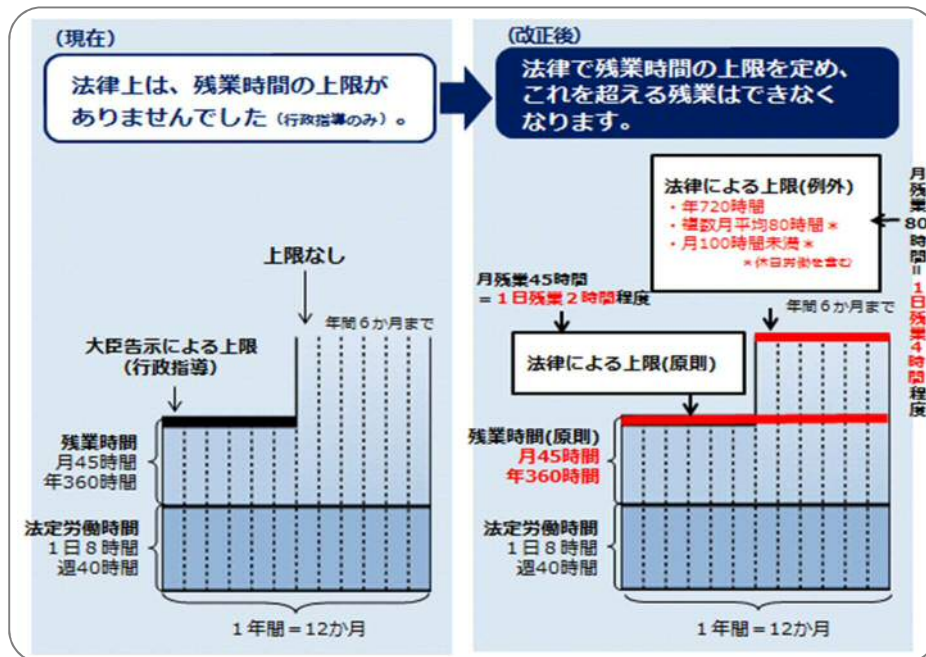 (現在)
法律上は、残業時間の上限が
ありませんでした(行政指導のみ)。
上限なし
年間6か月まで
大臣告示による上限
(行政指導)
残業時間
月45時間
年360時間
法定労働時間
1日8時間
週40時間
1年間=12か月
(改正後)
法律で残業時間の上限を定め、
これを超える残業はできなく
なります。
法律による上限(例外)
・年720時間
・複数月平均80時間*
・月100時間未満*
*休日労働を含む
月残業80時間=1日残業4時間程度
月残業45時間
=1日残業2時間程度
年間6か月まで
法律による上限(原則)
残業時間(原則)
月45時間
年360時間
法定労働時間
1日8時間
週40時間
1年間=12か月